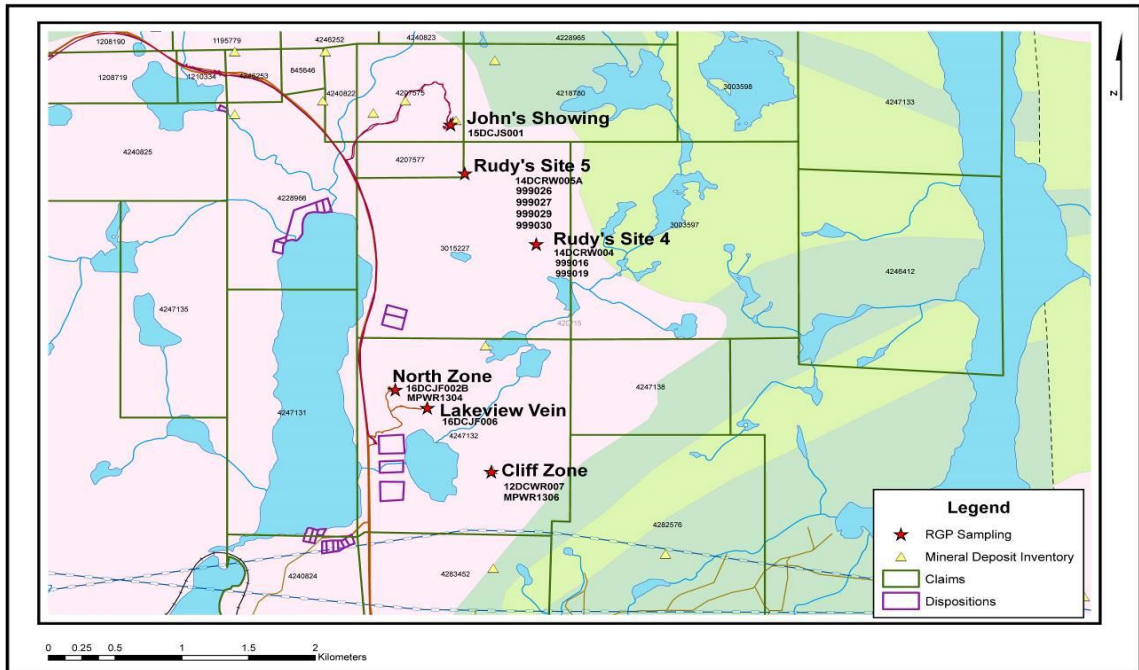 1208190
1195779
4246252
4240823
4228965
1208719
1210334
4246253
845646
4240822
4207575
4218780
3003598
4247133
John's Showing
15DCJS001
4240825
4207577
Rudy's Site 5
14DCRW005A
999026
999027
999029
999030
4228966
3003597
Rudy's Site 4
14DCRW004
999016
999019
3015227
4246412
4247135
North Zone
16DCJF002B
MPWR1304
4247138
Lakeview Vein
16DCJF006
4247131
4247132
Cliff Zone
12DCWR007
MPWR1306
4282576
4240824
4283452
Legend
RGP Sampling
Mineral Deposit Inventory
Claims
Dispositions
N
0 0.25 0.5 1 1.5 2
Kilometers